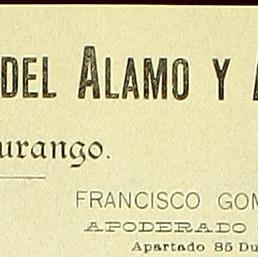 DEL ALAMO Y
urango.
FRANCISCO GOM
APODERADO
Apartado 85 Du